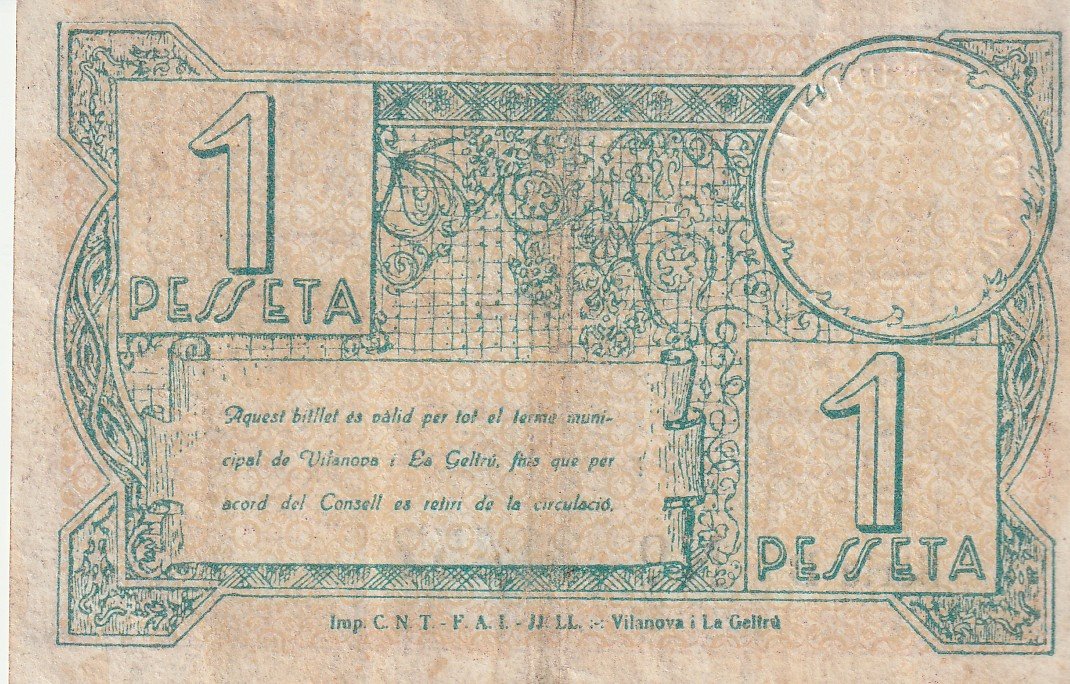 1
PESSETA
Aquest bitllet és vàlid per tot el terme muni-
cipal de Vilanova i La Geltrú, fins que per
acord del Consell es retiri de la circulació.
1
PESSETA
Imp. C. N. T. - F. A. I. - JJ. LL. :-: Vilanova i La Geltrú